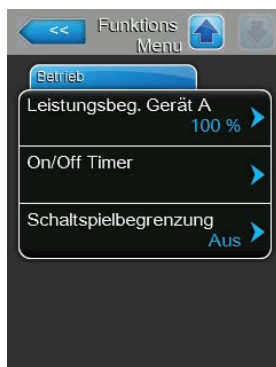 <<
Funktions
Menu
Betrieb
Leistungsbeg. Gerät A
100 %
On/Off Timer
Schaltspielbegrenzung
Aus